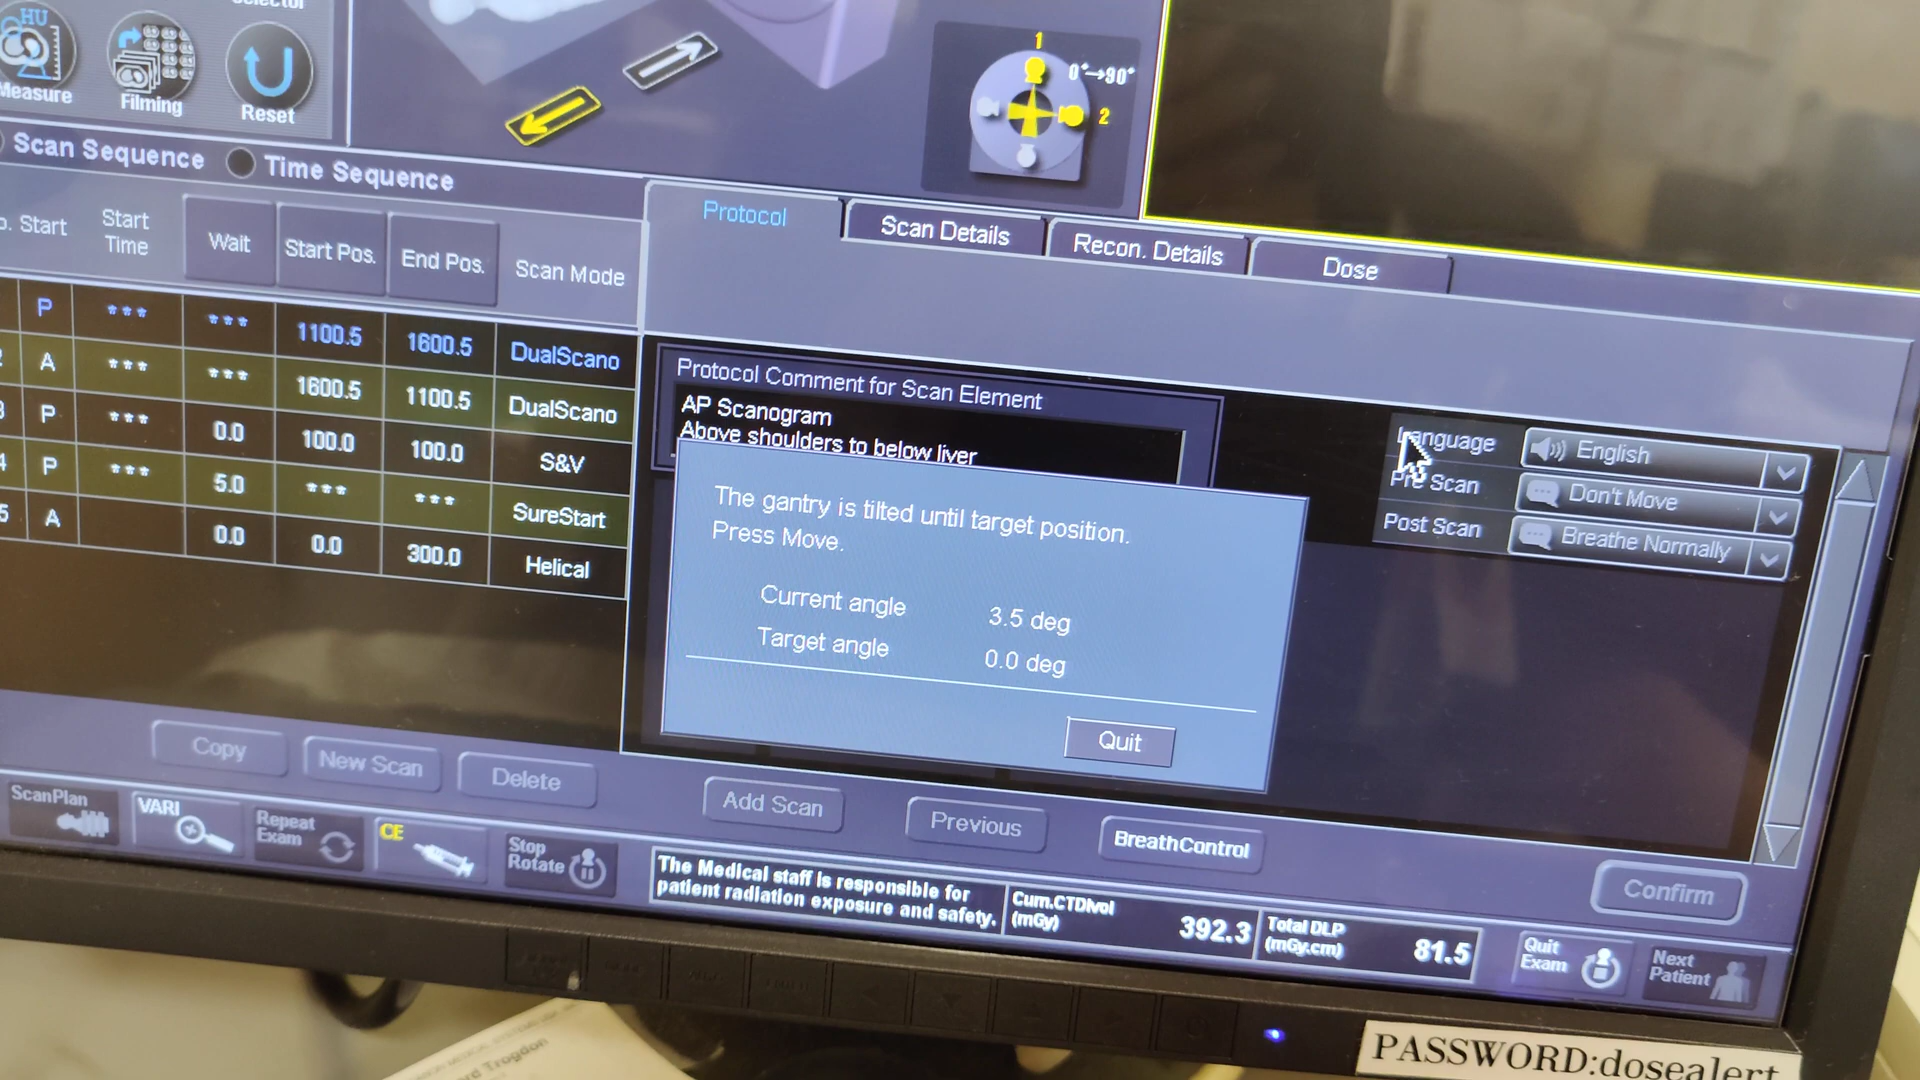 HU
Measure
Filming
Reset
1
0°→90°
2
Scan Sequence
Time Sequence
Start
Start Time
Wait
Start Pos.
End Pos.
Scan Mode
P *** *** 1100.5 1600.5 DualScano
A *** *** 1600.5 1100.5 DualScano
3 P *** 0.0 100.0 100.0 S&V
4 P *** 5.0 *** *** SureStart
5 A 0.0 0.0 300.0 Helical
Protocol
Scan Details
Recon. Details
Dose
Protocol Comment for Scan Element
AP Scanogram
Above shoulders to below liver
Language English
Pre Scan Don't Move
Post Scan Breathe Normally
The gantry is tilted until target position.
Press Move.
Current angle 3.5 deg
Target angle 0.0 deg
Quit
Copy
New Scan
Delete
Add Scan
Previous
BreathControl
Confirm
ScanPlan
VARI
Repeat
Exam
CE
Stop
Rotate
The Medical staff is responsible for
patient radiation exposure and safety.
Cum.CTDIvol
(mGy)
392.3
Total DLP
(mGy.cm)
81.5
Quit
Exam
Next
Patient
Trogdon
PASSWORD:dosealert